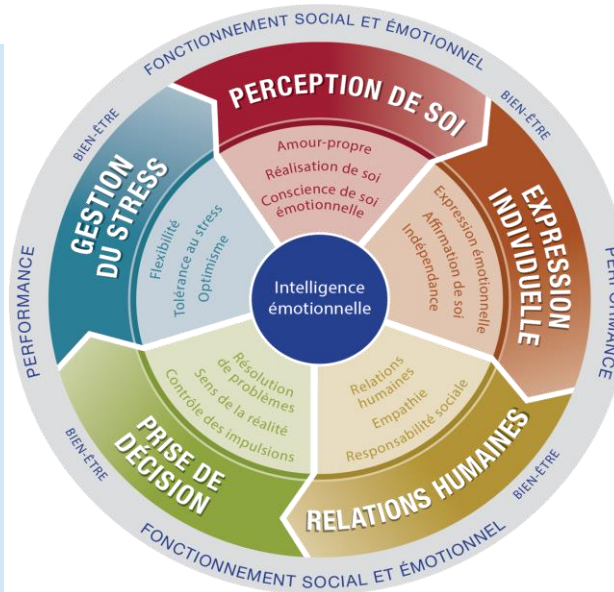 FONCTIONNEMENT SOCIAL ET ÉMOTIONNEL
BIEN-ÊTRE
BIEN-ÊTRE
PERCEPTION DE SOI
Amour-propre
Réalisation de soi
Conscience de soi
émotionnelle
EXPRESSION
INDIVIDUELLE
Expression émotionnelle
Affirmation de soi
Indépendance
GESTION
DU STRESS
Flexibilité
Tolérance au stress
Optimisme
Intelligence
émotionnelle
PERFORMANCE
PERFORMANCE
Résolution
de problèmes
Sens de la réalité
Contrôle des impulsions
PRISE DE
DÉCISION
Relations
humaines
Empathie
Responsabilité sociale
RELATIONS HUMAINES
BIEN-ÊTRE
BIEN-ÊTRE
FONCTIONNEMENT SOCIAL ET ÉMOTIONNEL